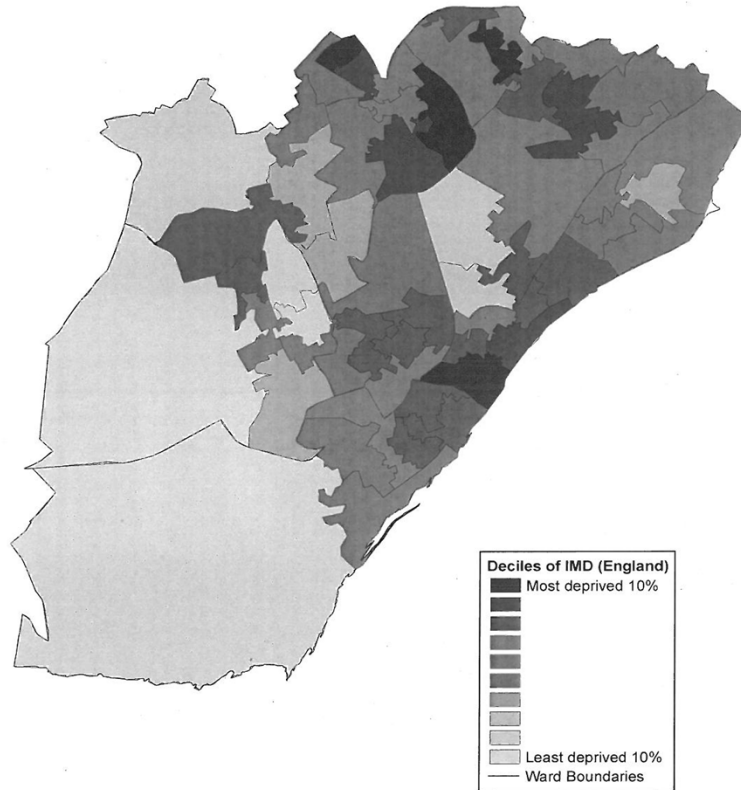 Deciles of IMD (England)
Most deprived 10%
Least deprived 10%
Ward Boundaries